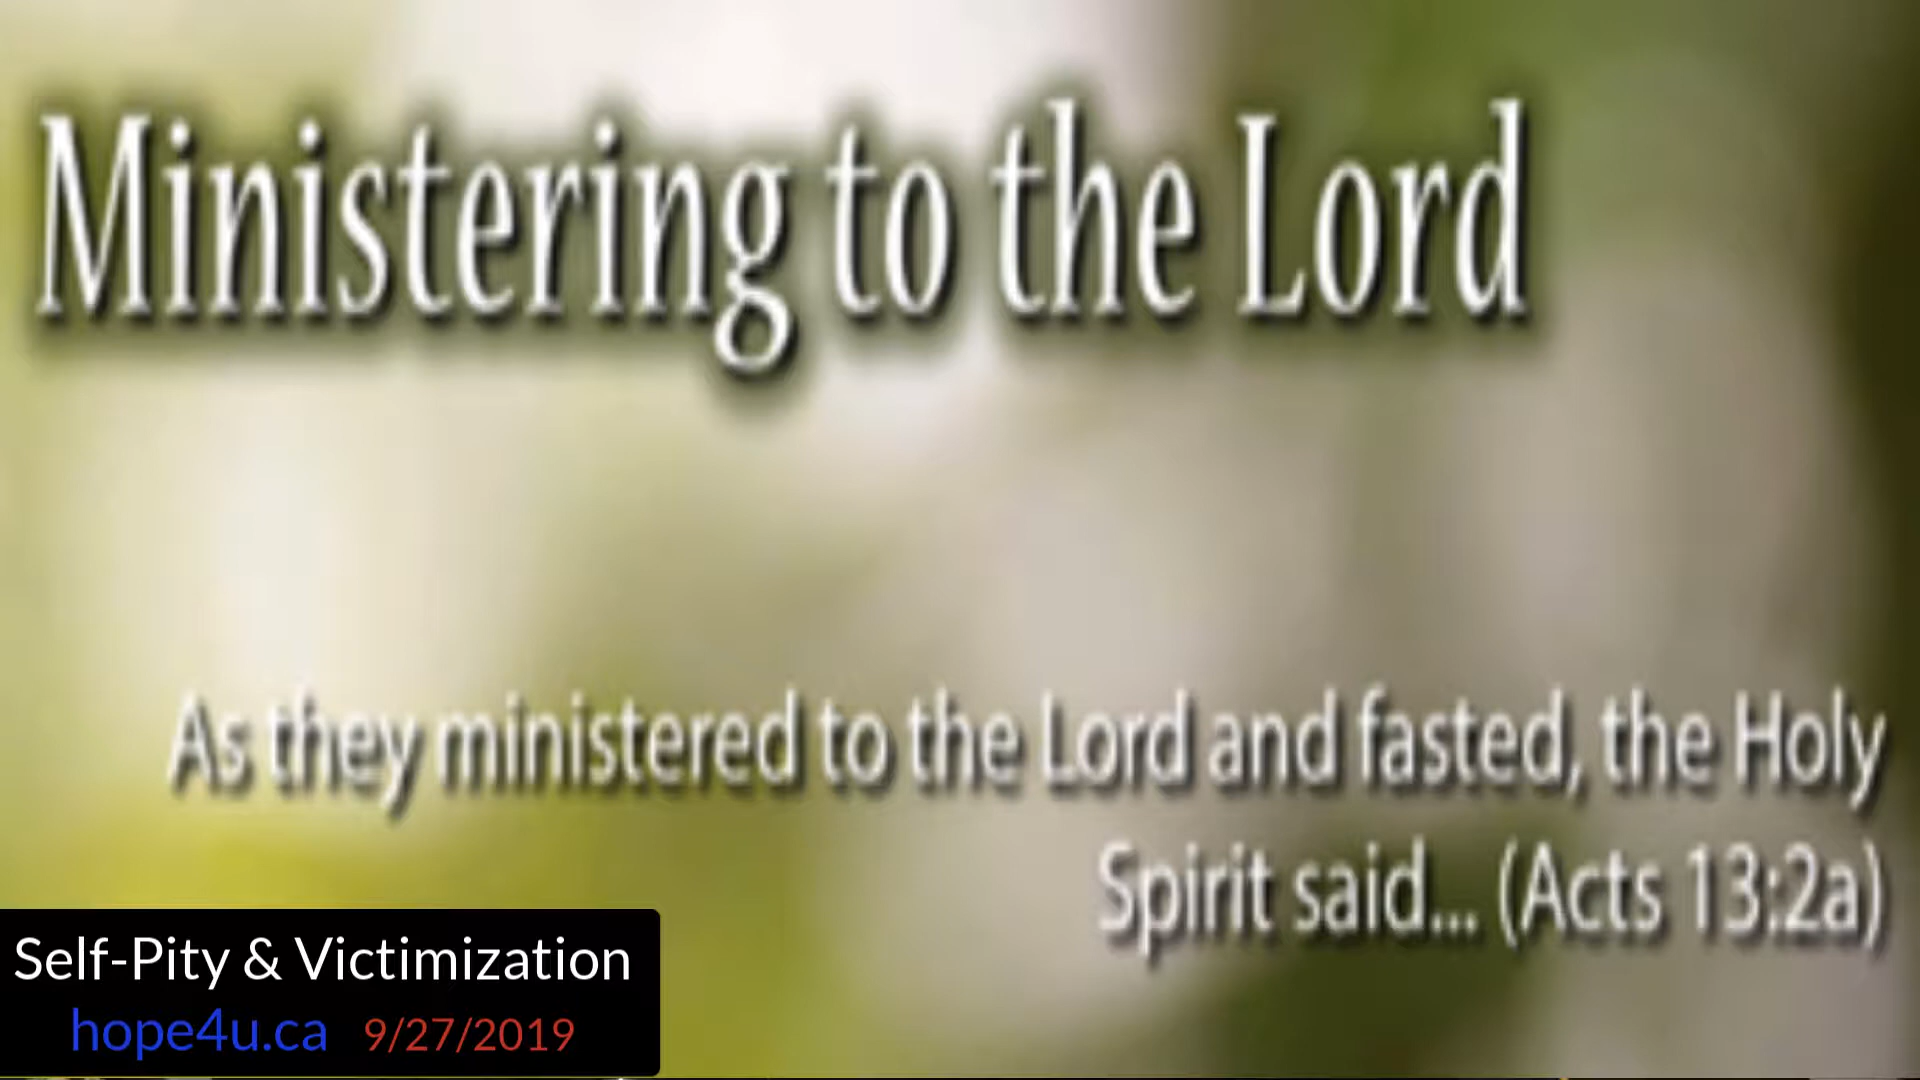 Ministering to the Lord
As they ministered to the Lord and fasted, the Holy
Spirit said... (Acts 13:2a)
Self-Pity & Victimization
hope4u.ca 9/27/2019